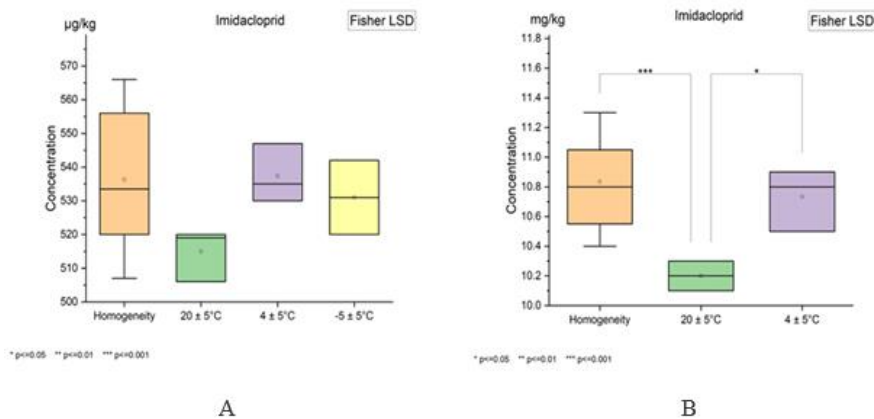 µg/kg
Imidacloprid
Fisher LSD
570
560
550
540
530
520
510
500
Concentration
Homogeneity
20 ± 5°C
4 ± 5°C
-5 ± 5°C
* p<=0.05 ** p<=0.01 *** p<=0.001
A
mg/kg
Imidacloprid
Fisher LSD
11.8
11.6
11.4
11.2
11.0
10.8
10.6
10.4
10.2
10.0
Concentration
***
*
Homogeneity
20 ± 5°C
4 ± 5°C
* p<=0.05 ** p<=0.01 *** p<=0.001
B